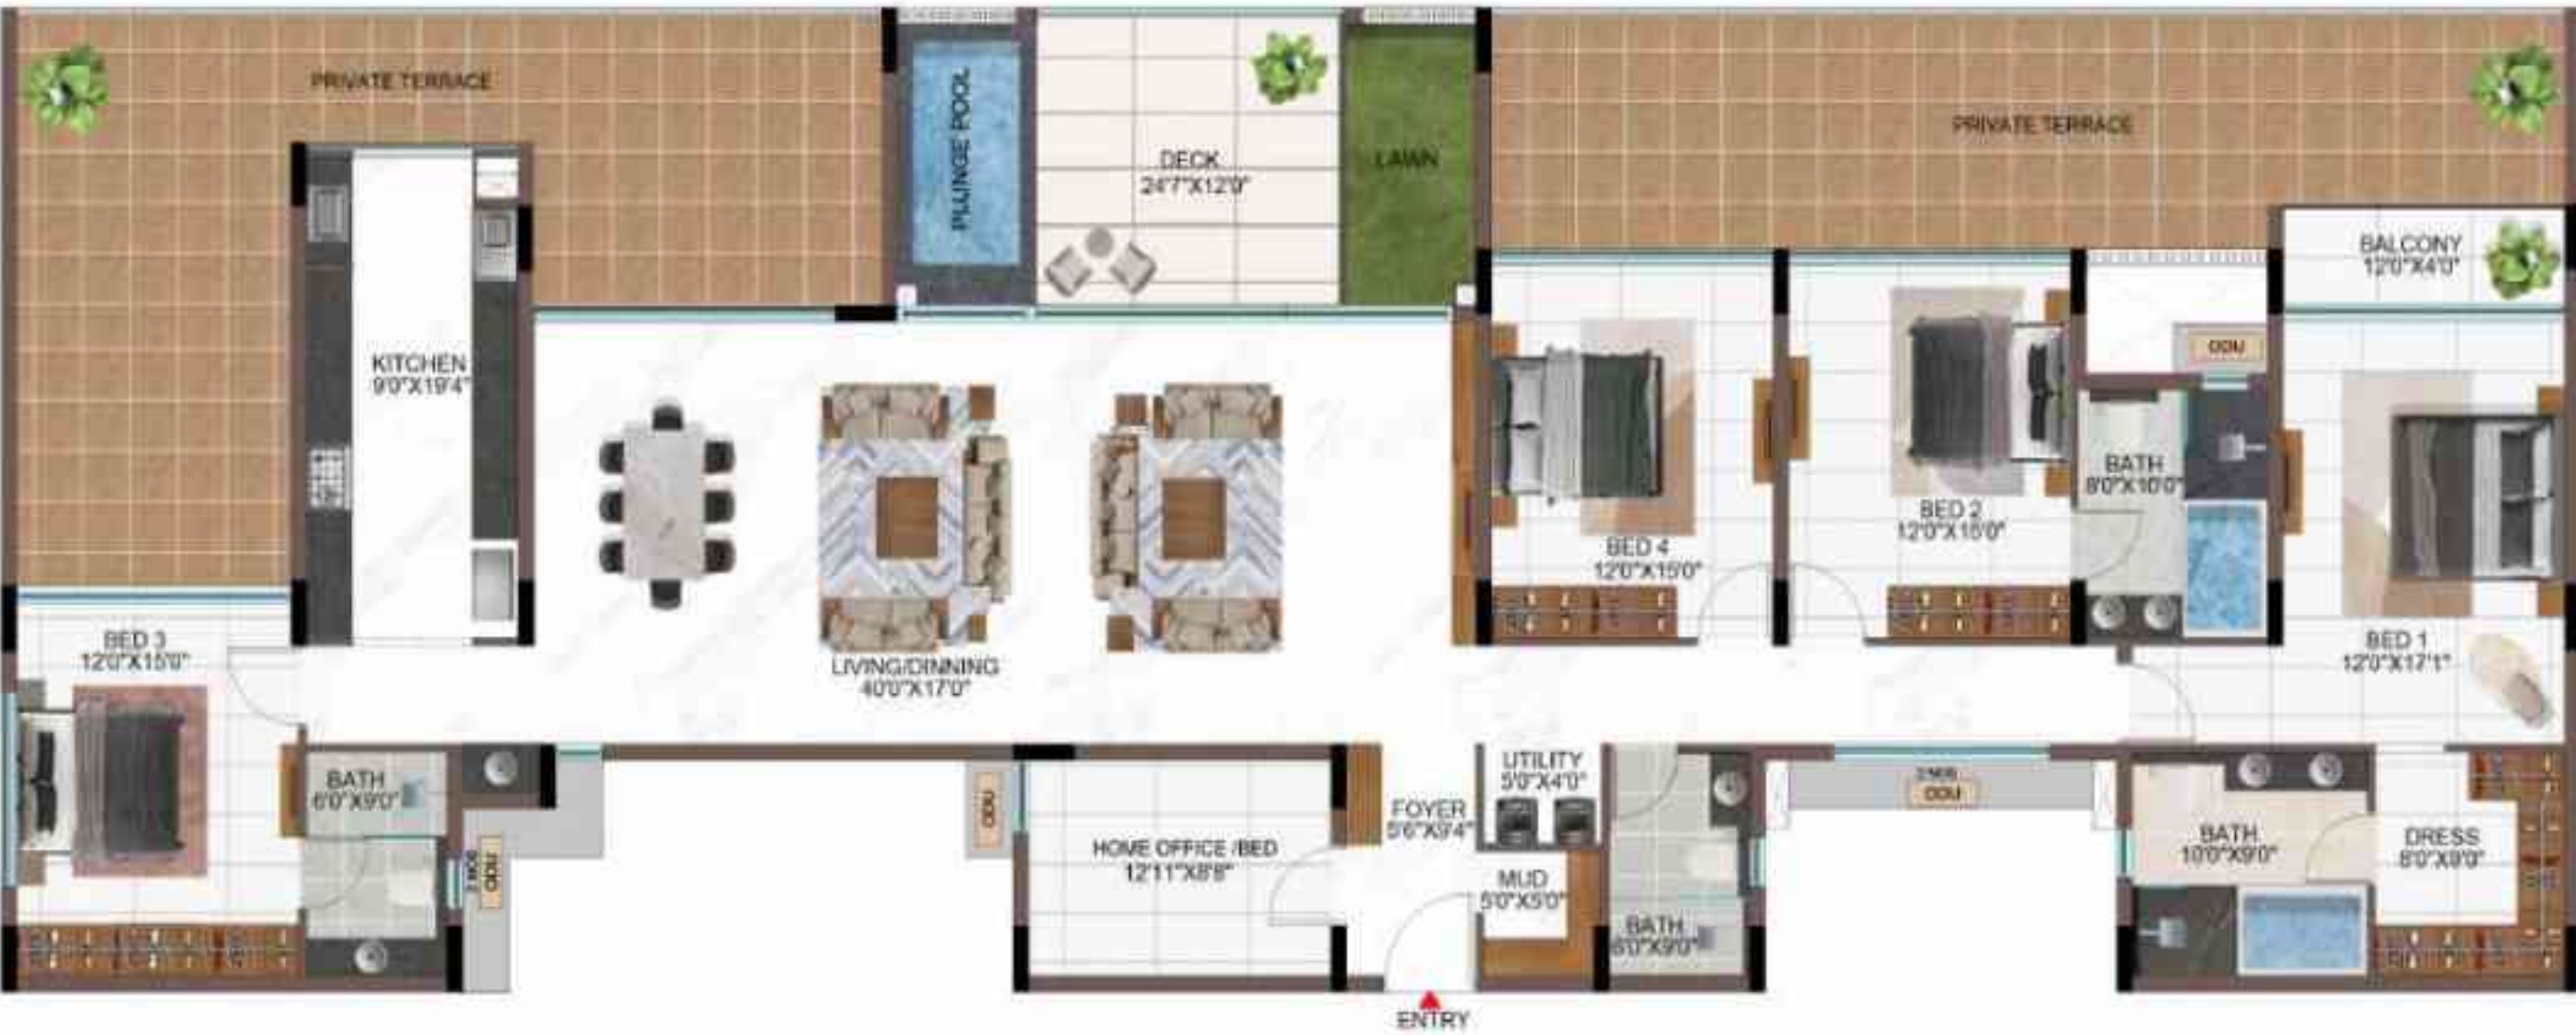 PRIVATE TERRACE
PLUNGE POOL
DECK
24'7"X12'0"
LAWN
PRIVATE TERRACE
BALCONY
12'0"X4'0"
ODU
KITCHEN
9'0"X19'4"
BATH
8'0"X10'0"
BED 2
12'0"X15'0"
BED 4
12'0"X15'0"
BED 3
12'0"X15'0"
LIVING/DINNING
40'0"X17'0"
BED 1
12'0"X17'1"
BATH
6'0"X9'0"
ODU
ODU
HOME OFFICE /BED
12'11"X8'8"
FOYER
5'6"X9'4"
UTILITY
5'0"X4'0"
MUD
5'0"X5'0"
BATH
6'0"X9'0"
ODU
BATH
10'0"X9'0"
DRESS
8'0"X9'0"
ENTRY